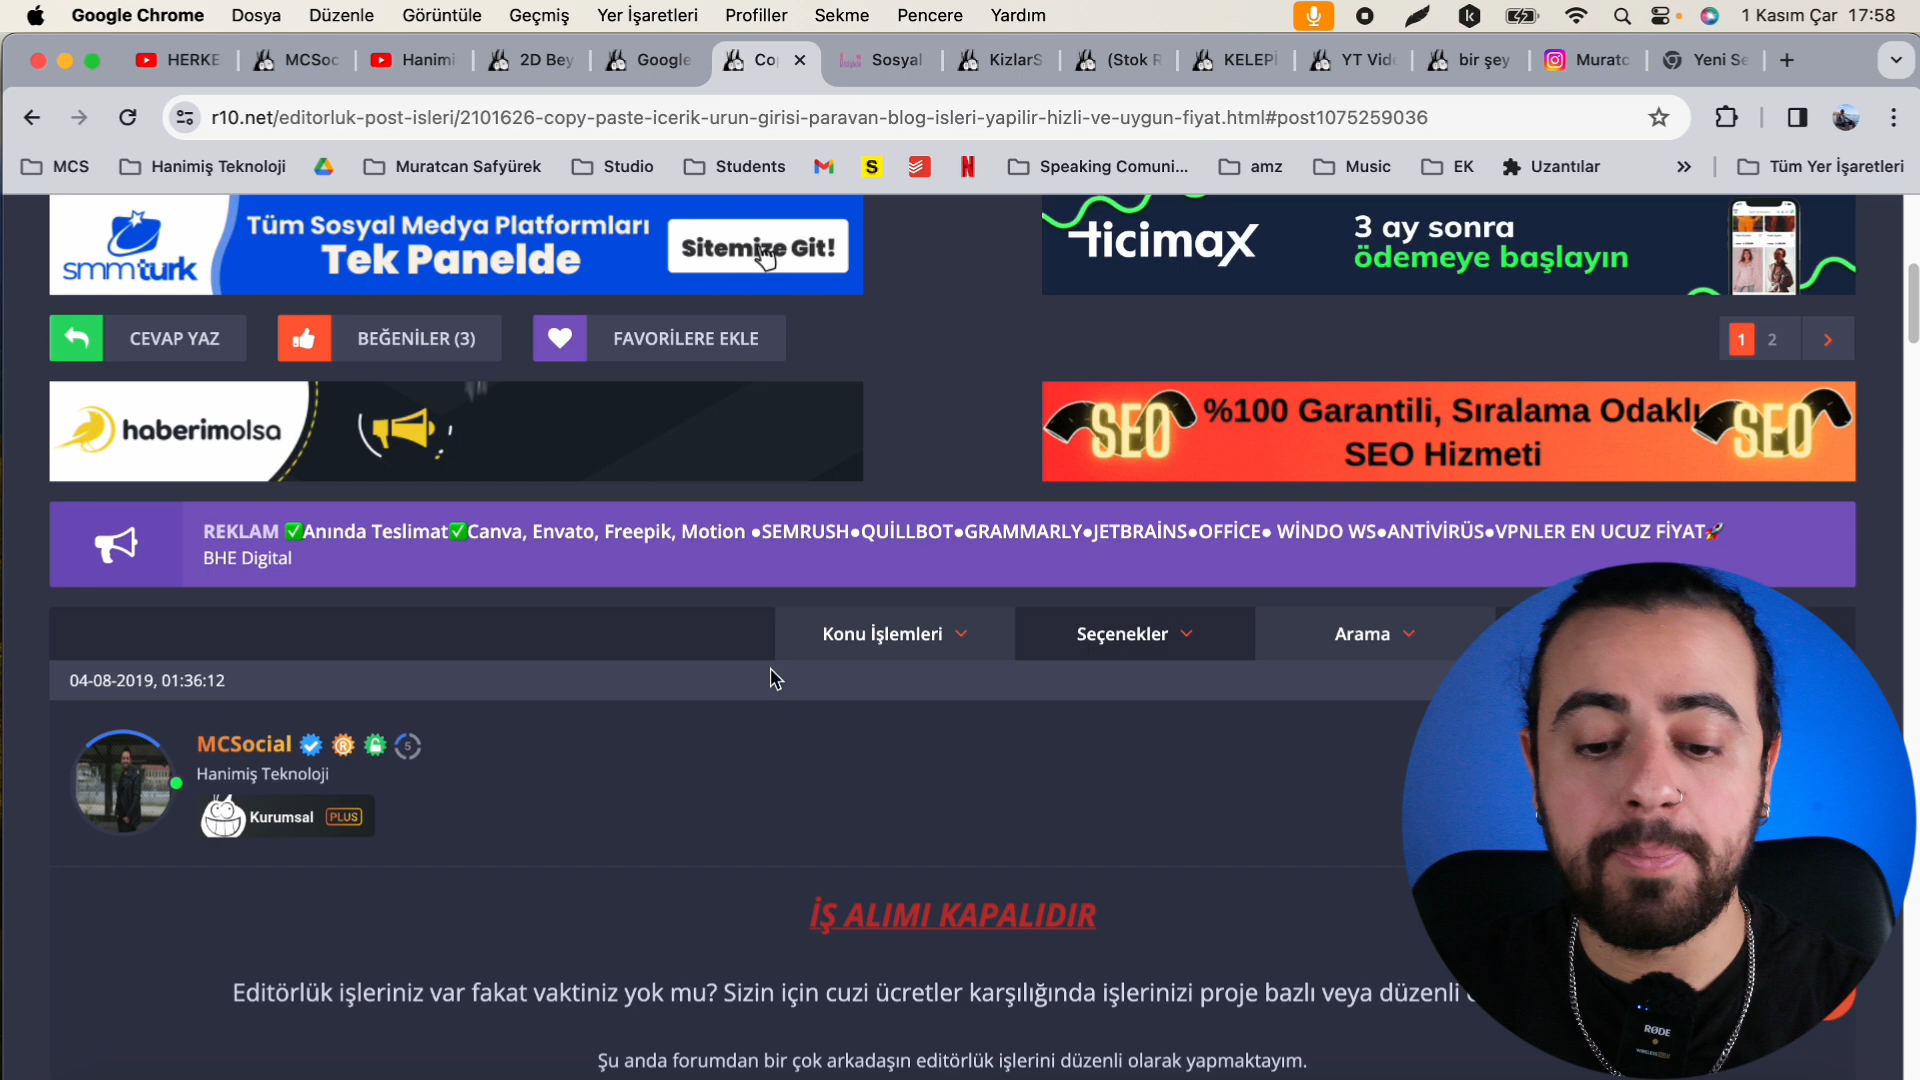 Google Chrome Dosya Düzenle Görüntüle Geçmiş Yer İşaretleri Profiller Sekme Pencere Yardım 1 Kasım Çar 17:58
HERKE MCSoc Hanimi 2D Bey Google Co Sosyal KizlarS (Stok R KELEPİ YT Vide bir şey Muratc Yeni Se
r10.net/editorluk-post-isleri/2101626-copy-paste-icerik-urun-girisi-paravan-blog-isleri-yapilir-hizli-ve-uygun-fiyat.html#post1075259036
MCS Hanimiş Teknoloji Muratcan Safyürek Studio Students S Speaking Comuni... amz Music EK Uzantılar » Tüm Yer İşaretleri
smmturk
Tüm Sosyal Medya Platformları
Tek Panelde
Sitemize Git!
ticimax
3 ay sonra
ödemeye başlayın
CEVAP YAZ BEĞENİLER (3) FAVORİLERE EKLE 1 2
haberimolsa
SEO %100 Garantili, Sıralama Odaklı SEO
SEO Hizmeti
REKLAM ✅Anında Teslimat✅Canva, Envato, Freepik, Motion ●SEMRUSH●QUİLLBOT●GRAMMARLY●JETBRAİNS●OFFİCE● WİNDO WS●ANTİVİRÜS●VPNLER EN UCUZ FİYAT🚀
BHE Digital
Konu İşlemleri Seçenekler Arama
04-08-2019, 01:36:12
MCSocial R 5
Hanimiş Teknoloji
Kurumsal PLUS
İŞ ALIMI KAPALIDIR
Editörlük işleriniz var fakat vaktiniz yok mu? Sizin için cuzi ücretler karşılığında işlerinizi proje bazlı veya düzenli
Şu anda forumdan bir çok arkadaşın editörlük işlerini düzenli olarak yapmaktayım.
RØDE